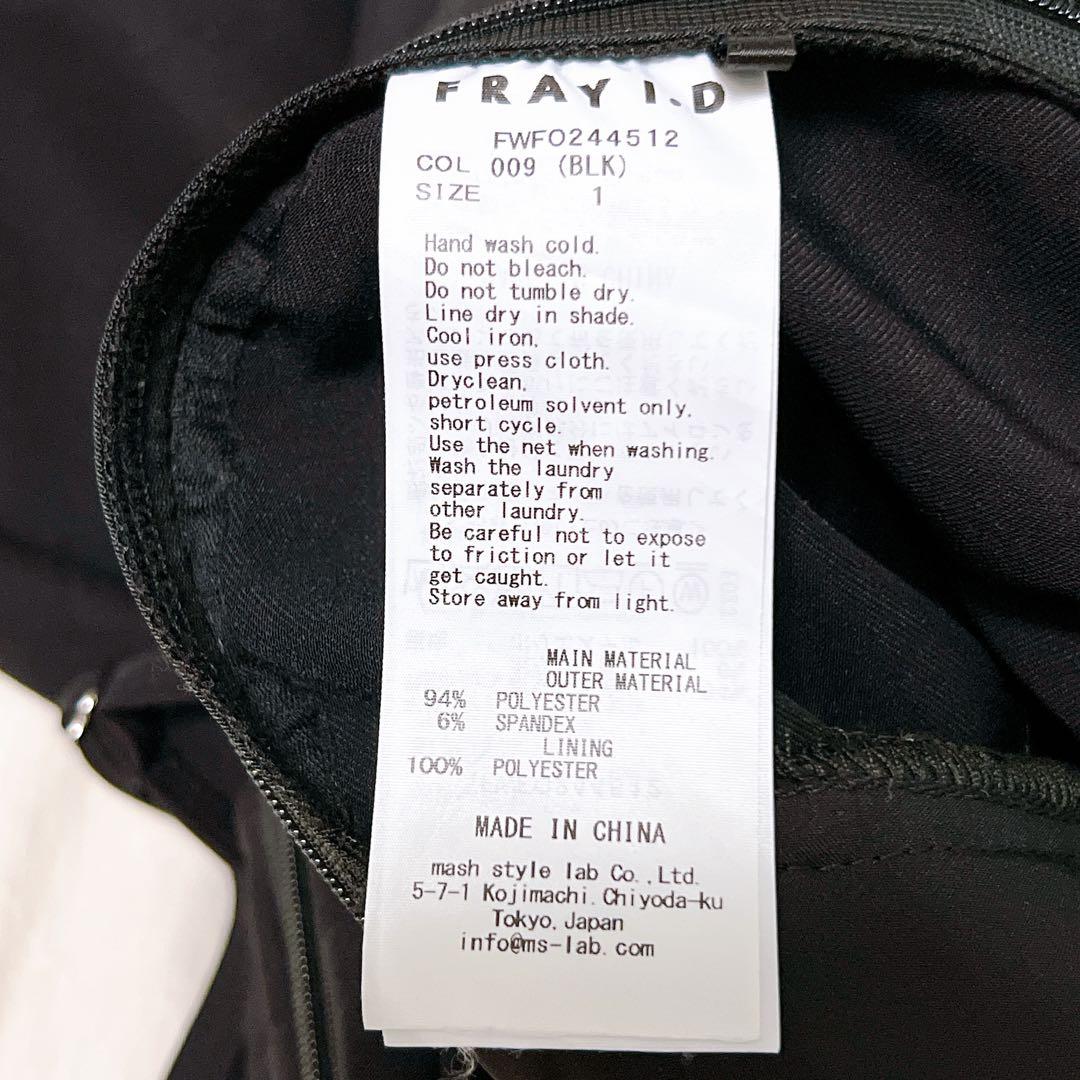 FRAY I.D
FWFO244512
COL 009 (BLK)
SIZE 1
Hand wash cold.
Do not bleach.
Do not tumble dry.
Line dry in shade.
Cool iron,
use press cloth.
Dryclean,
petroleum solvent only,
short cycle.
Use the net when washing.
Wash the laundry
separately from
other laundry.
Be careful not to expose
to friction or let it
get caught.
Store away from light.
MAIN MATERIAL
OUTER MATERIAL
94% POLYESTER
6% SPANDEX
LINING
100% POLYESTER
MADE IN CHINA
mash style lab Co.,Ltd.
5-7-1 Kojimachi.Chiyoda-ku
Tokyo,Japan
info@ms-lab.com